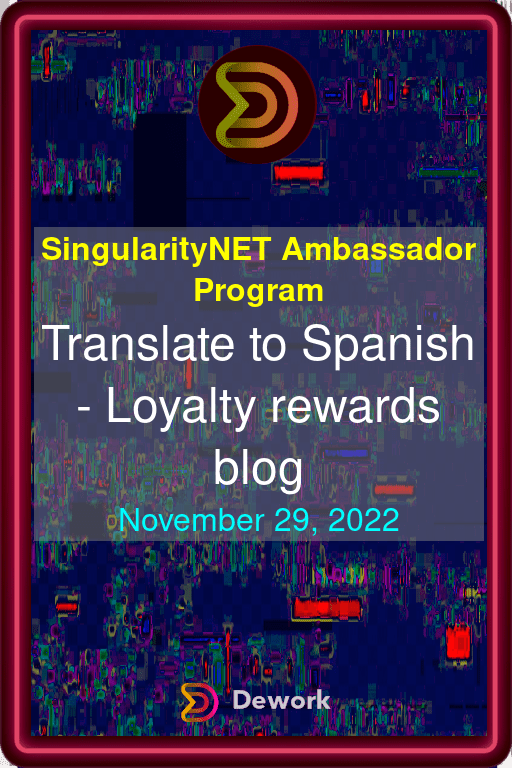 SingularityNET Ambassador
Program
Translate to Spanish
- Loyalty rewards
blog
November 29, 2022
Dework